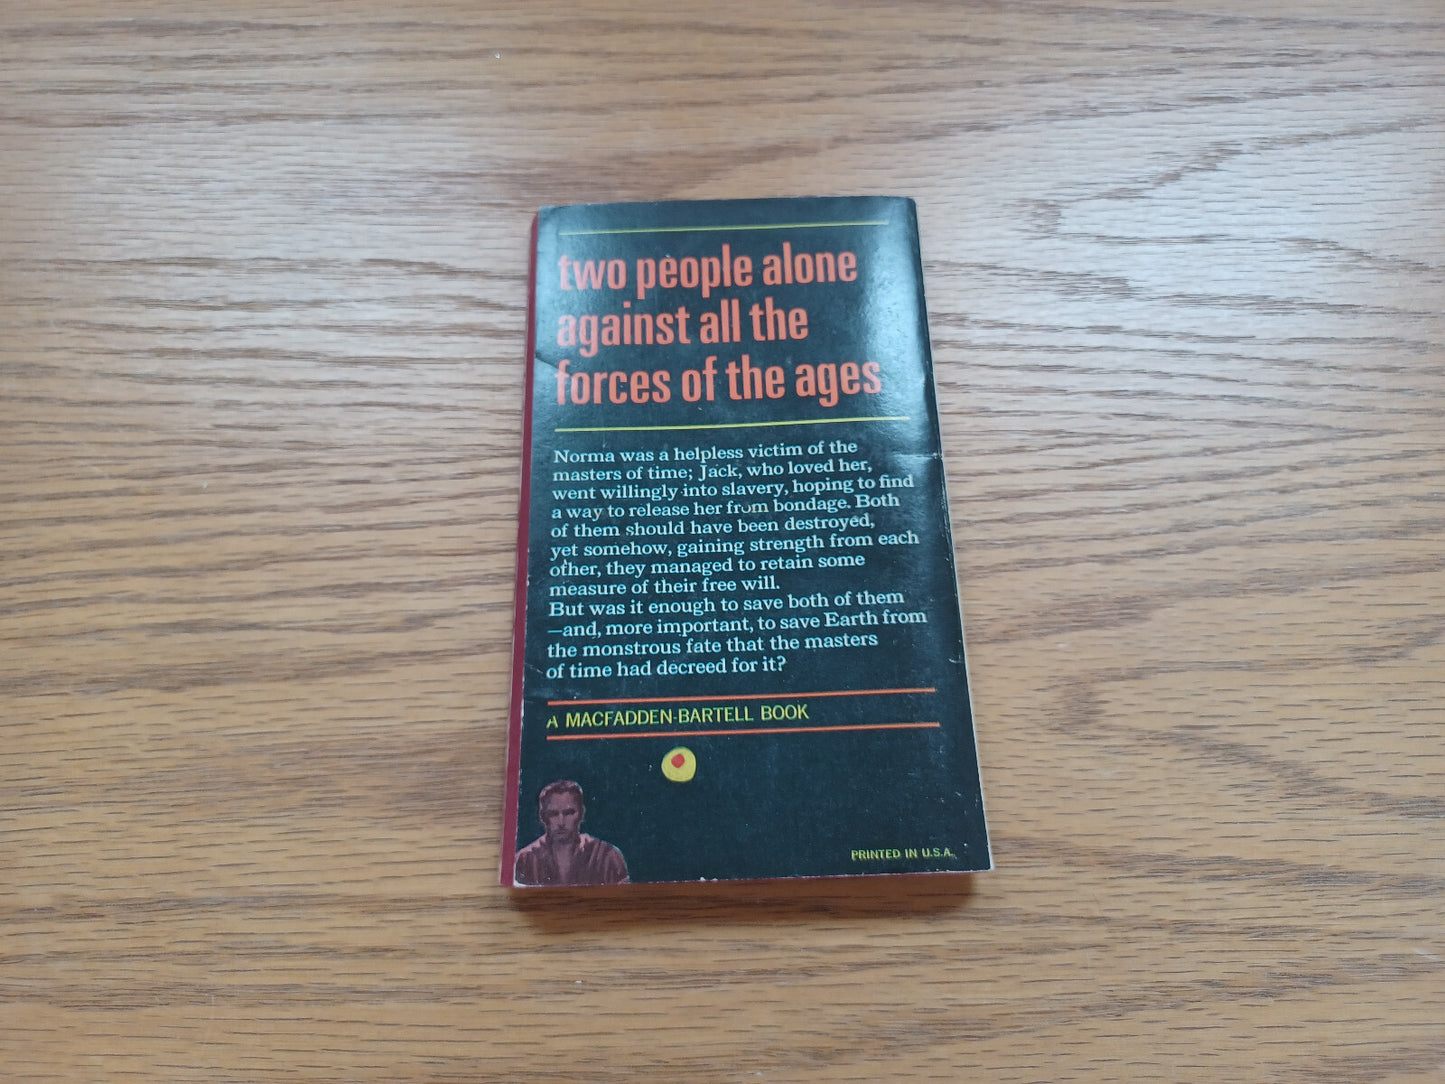 two people alone
against all the
forces of the ages
Norma was a helpless victim of the
masters of time; Jack, who loved her,
went willingly into slavery, hoping to find
a way to release her from bondage. Both
of them should have been destroyed,
yet somehow, gaining strength from each
other, they managed to retain some
measure of their free will.
But was it enough to save both of them
—and, more important, to save Earth from
the monstrous fate that the masters
of time had decreed for it?
A MACFADDEN-BARTELL BOOK
PRINTED IN U.S.A.